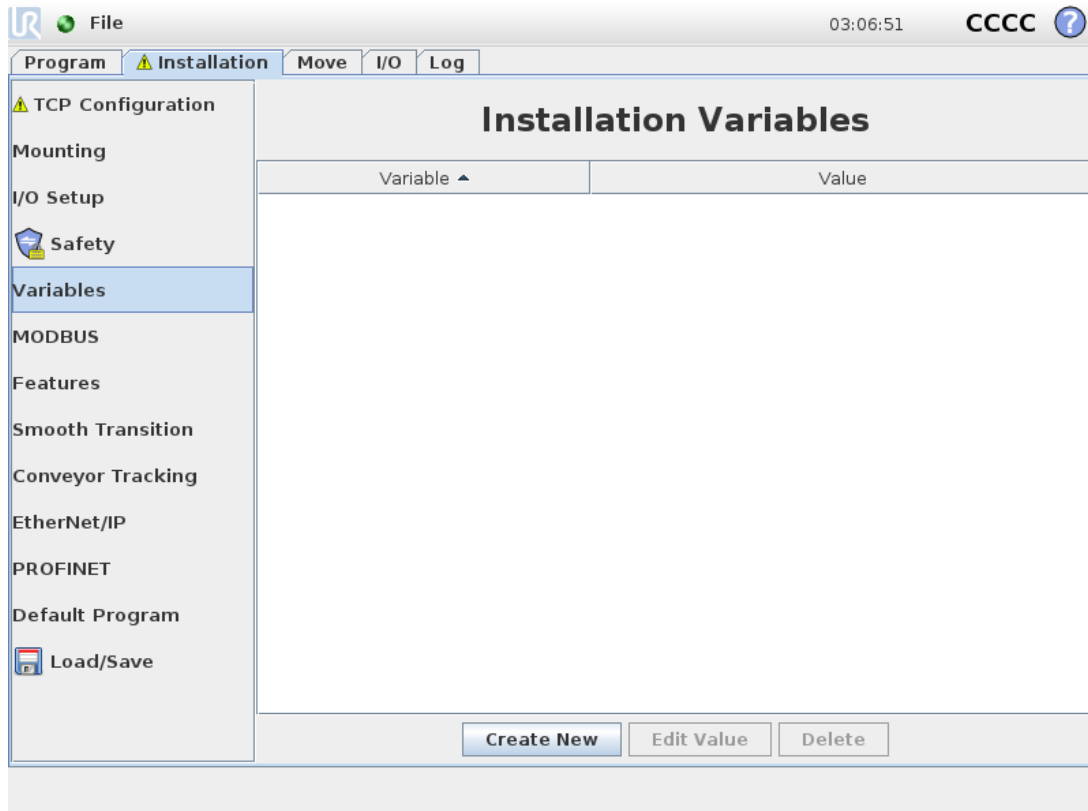 UR File 03:06:51 CCCC ?
Program Installation Move I/O Log
TCP Configuration
Mounting
I/O Setup
Safety
Variables
MODBUS
Features
Smooth Transition
Conveyor Tracking
EtherNet/IP
PROFINET
Default Program
Load/Save
Installation Variables
Variable Value
Create New Edit Value Delete